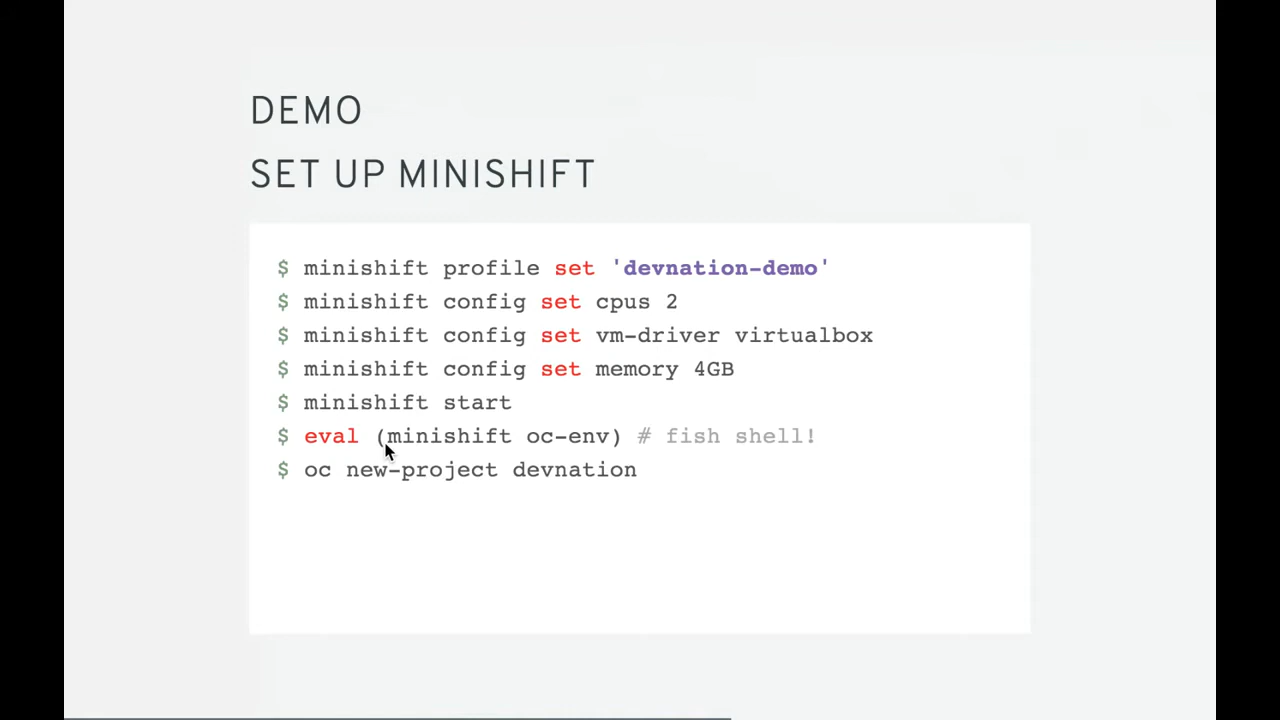 DEMO
SET UP MINISHIFT
$ minishift profile set 'devnation-demo'
$ minishift config set cpus 2
$ minishift config set vm-driver virtualbox
$ minishift config set memory 4GB
$ minishift start
$ eval (minishift oc-env) # fish shell!
$ oc new-project devnation